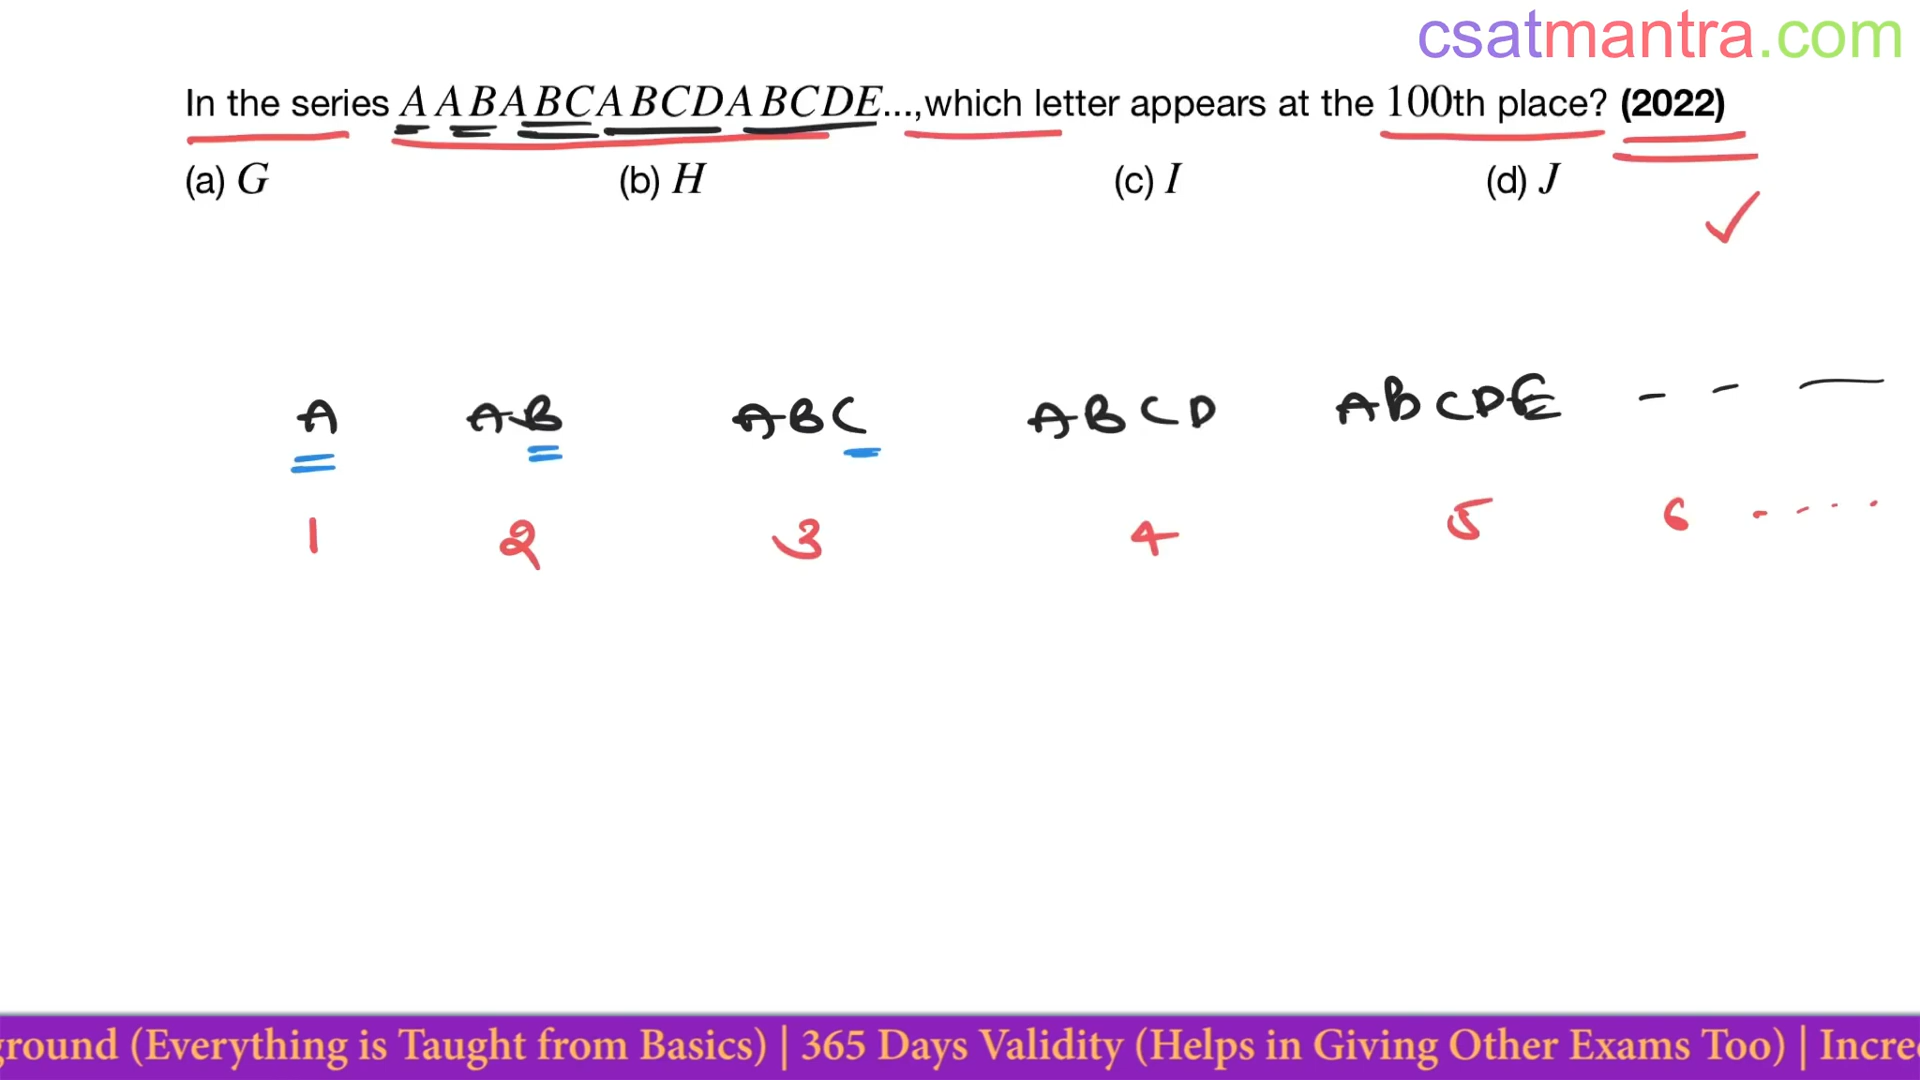 csatmantra.com
In the series A A B A B C A B C D A B C D E...,which letter appears at the 100th place? (2022)
(a) G (b) H (c) I (d) J
A AB ABC ABCD ABCDE - - —
1 2 3 4 5 6 - - - - -
ground (Everything is Taught from Basics) | 365 Days Validity (Helps in Giving Other Exams Too) | Incre